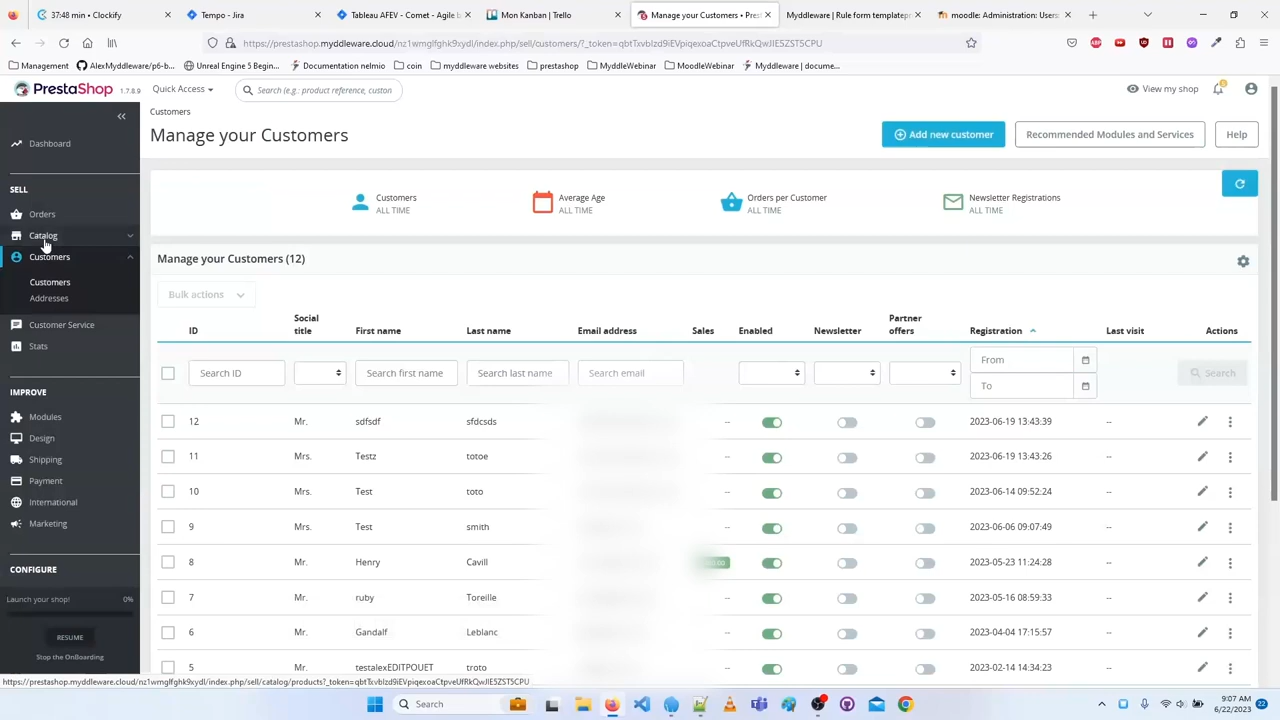 37:48 min / Clockify
Tempo - Jira
Tableau AFEV - Comet - Agile b
Mon Kanban | Trello
Manage your Customers • Prest
Myddleware | Rule form templat
moodle: Administration: Users:
https://prestashop.myddleware.cloud/nz1wmglfghk9xydl/index.php/sell/customers/?_token=qbtTxvblzd9iEVpiqexoaCtpveUfRkQwJIE5ZST5CPU
Management
AlexMyddleware/p6-b...
Unreal Engine 5 Begin...
Documentation nelmio
coin
myddleware websites
prestashop
MyddleWebinar
MoodleWebinar
Myddleware | docume...
PrestaShop 1.7.8.9
Quick Access
Search (e.g.: product reference, custon
View my shop
Customers
Manage your Customers
Add new customer
Recommended Modules and Services
Help
Dashboard
SELL
Orders
Catalog
Customers
Customers
Addresses
Customer Service
Stats
IMPROVE
Modules
Design
Shipping
Payment
International
Marketing
CONFIGURE
Launch your shop! 0%
RESUME
Stop the OnBoarding
Customers
ALL TIME
Average Age
ALL TIME
Orders per Customer
ALL TIME
Newsletter Registrations
ALL TIME
Manage your Customers (12)
Bulk actions
ID Social title First name Last name Email address Sales Enabled Newsletter Partner offers Registration Last visit Actions
Search ID Search first name Search last name Search email From To Search
12 Mr. sdfsdf sfdcsds -- 2023-06-19 13:43:39 --
11 Mrs. Testz totoe -- 2023-06-19 13:43:26 --
10 Mrs. Test toto -- 2023-06-14 09:52:24 --
9 Mrs. Test smith -- 2023-06-06 09:07:49 --
8 Mr. Henry Cavill 2023-05-23 11:24:28 --
7 Mr. ruby Toreille -- 2023-05-16 08:59:33 --
6 Mr. Gandalf Leblanc -- 2023-04-04 17:15:57 --
5 Mr. testalexEDITPOUET troto -- 2023-02-14 14:34:23 --
https://prestashop.myddleware.cloud/nz1wmglfghk9xydl/index.php/sell/catalog/products?_token=qbtTxvblzd9iEVpiqexoaCtpveUfRkQwJIE5ZST5CPU
Search
9:07 AM
6/22/2023
22